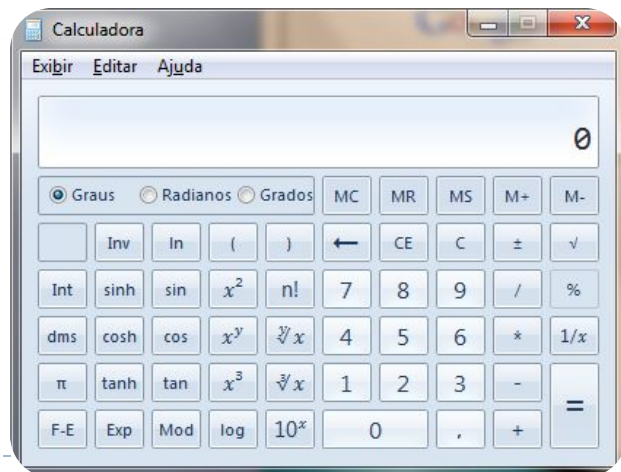 Calculadora
Exibir Editar Ajuda
0
Graus Radianos Grados MC MR MS M+ M-
Inv ln ( ) ← CE C ± √
Int sinh sin x² n! 7 8 9 / %
dms cosh cos xʸ ʸ√x 4 5 6 * 1/x
π tanh tan x³ ³√x 1 2 3 - =
F-E Exp Mod log 10ˣ 0 , +